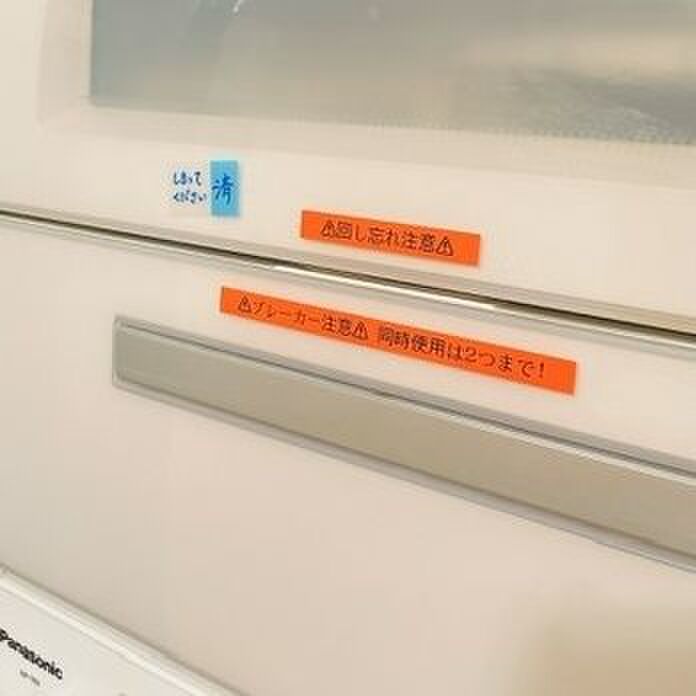 しまって
ください
済
⚠回し忘れ注意⚠
⚠ブレーカー注意⚠ 同時使用は2つまで!
Panasonic